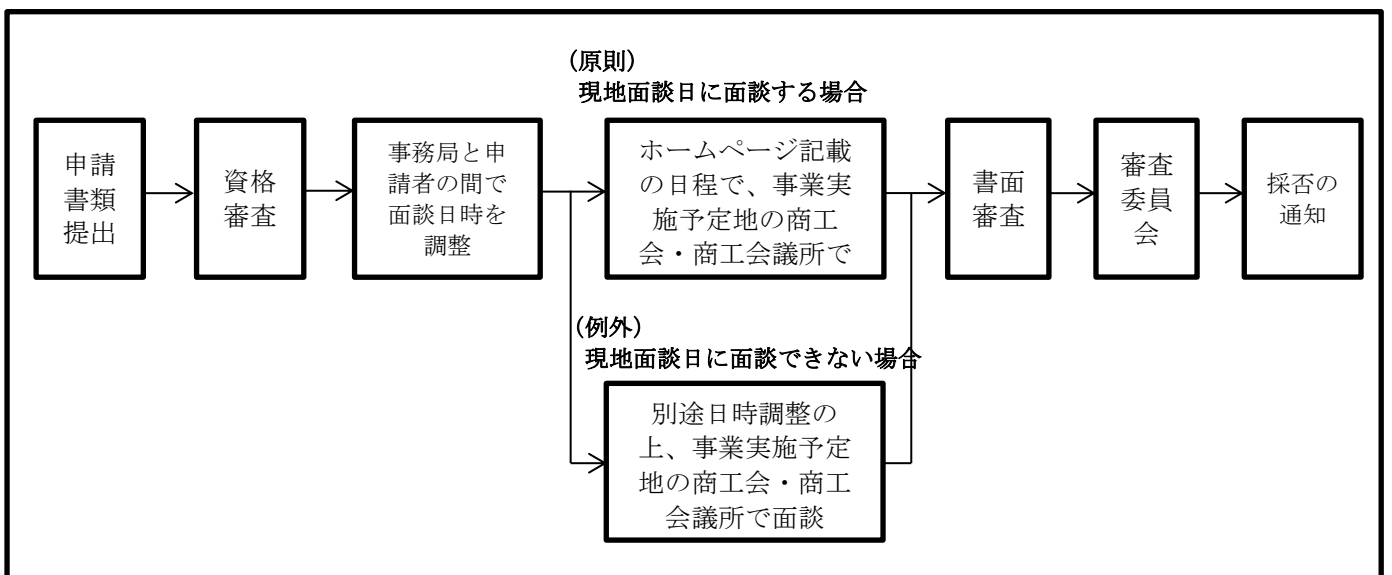 申請
書類
提出
資格
審査
事務局と申
請者の間で
面談日時を
調整
(原則)
現地面談日に面談する場合
ホームページ記載
の日程で、事業実
施予定地の商工
会・商工会議所で
(例外)
現地面談日に面談できない場合
別途日時調整の
上、事業実施予定
地の商工会・商工
会議所で面談
書面
審査
審査
委員
会
採否の
通知